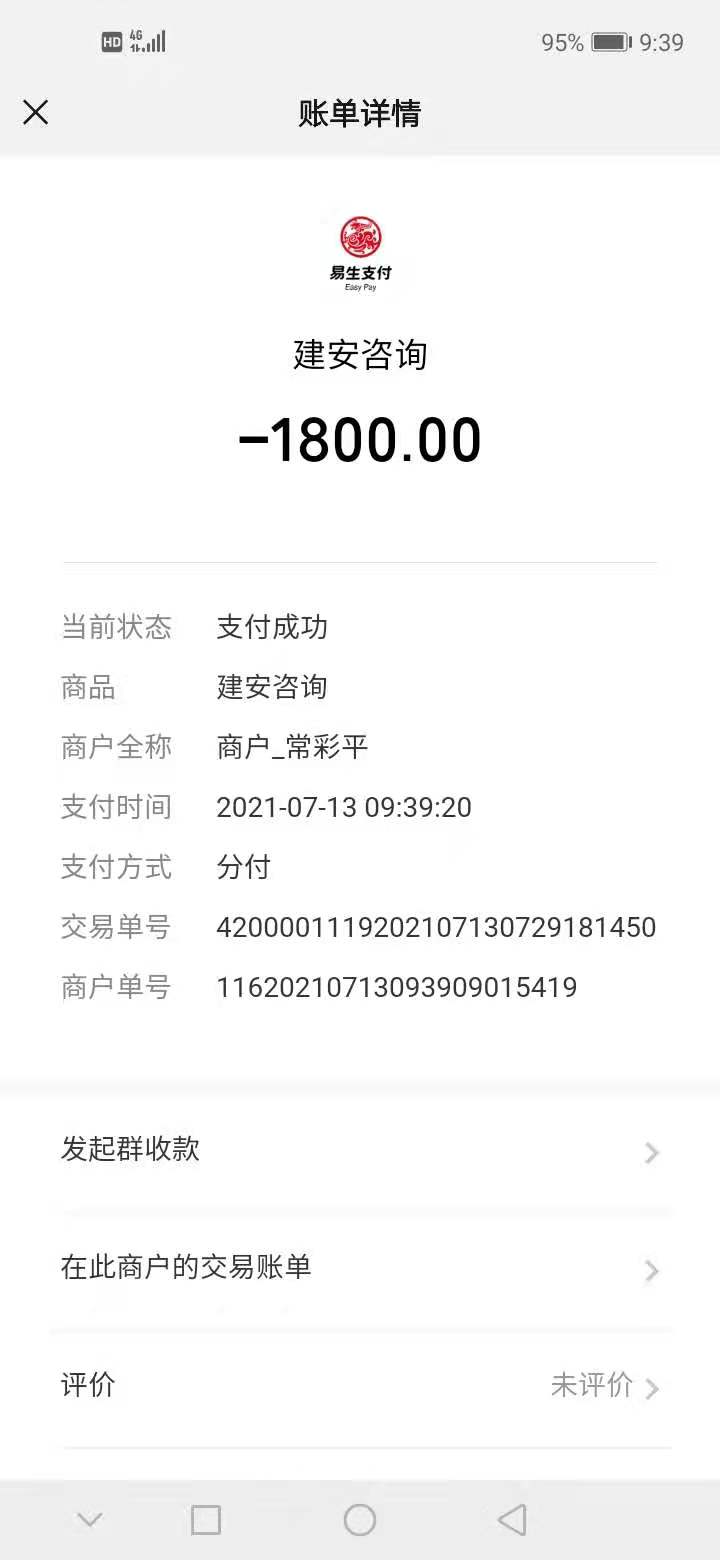 HD 4G 95% 9:39
账单详情
易生支付
Easy Pay
建安咨询
-1800.00
当前状态 支付成功
商品 建安咨询
商户全称 商户_常彩平
支付时间 2021-07-13 09:39:20
支付方式 分付
交易单号 4200001119202107130729181450
商户单号 11620210713093909015419
发起群收款
在此商户的交易账单
评价 未评价